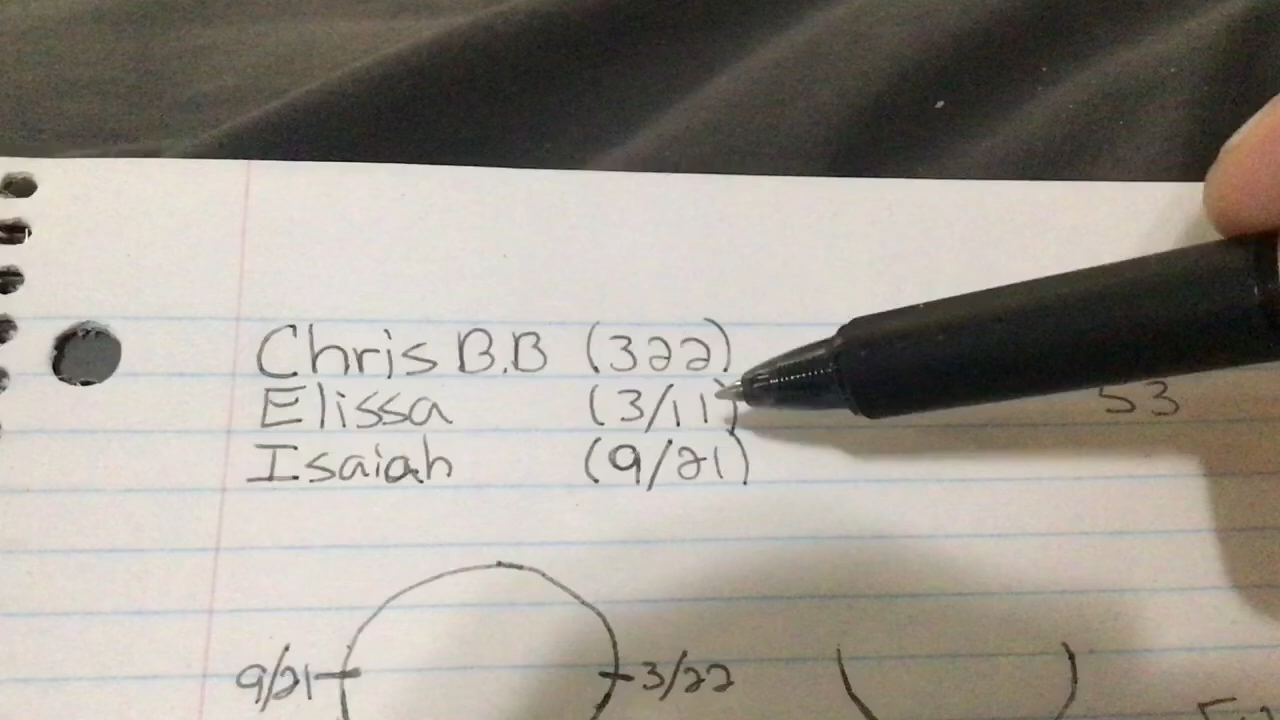 Chris B.B (322)
Elissa (3/11)
53
Isaiah (9/21)
9/21
3/22